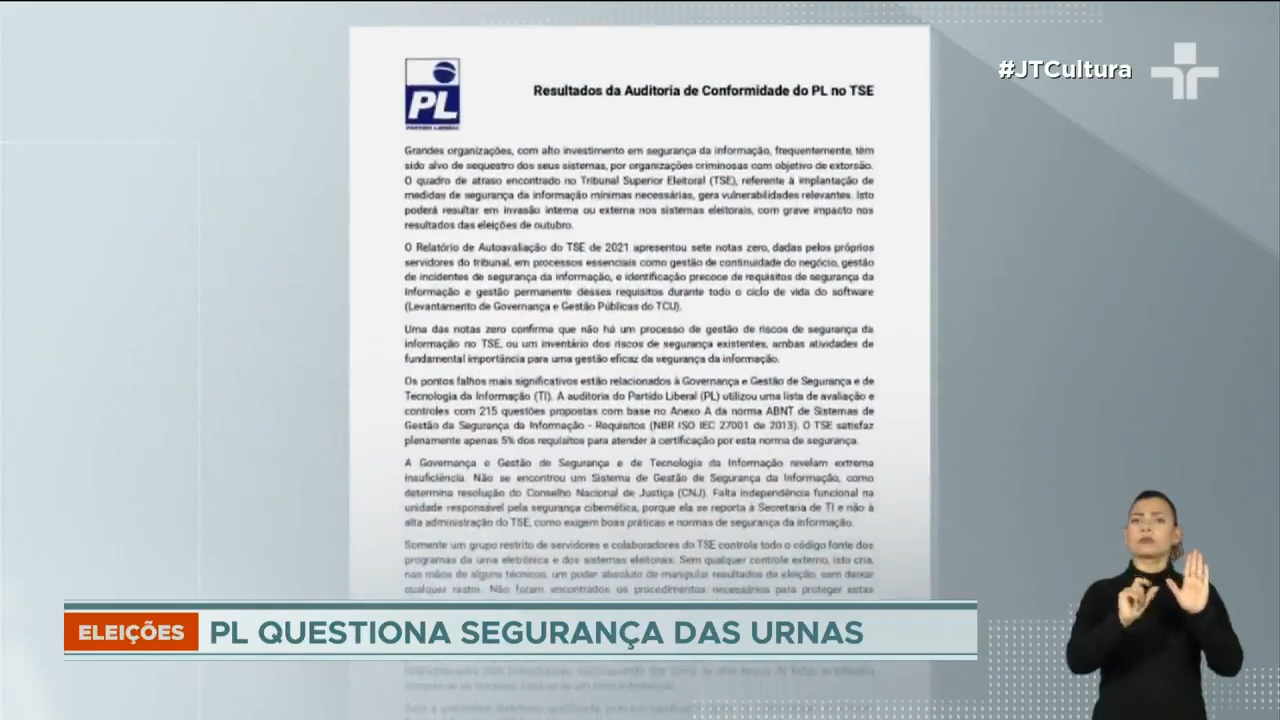 #JTCultura
PL
PARTIDO LIBERAL
Resultados da Auditoria de Conformidade do PL no TSE
Grandes organizações, com alto investimento em segurança da informação, frequentemente, têm
sido alvo de sequestro dos seus sistemas, por organizações criminosas com objetivo de extorsão.
O quadro de atraso encontrado no Tribunal Superior Eleitoral (TSE), referente à implantação de
medidas de segurança da informação mínimas necessárias, gera vulnerabilidades relevantes. Isto
poderá resultar em invasão interna ou externa nos sistemas eleitorais, com grave impacto nos
resultados das eleições de outubro.
O Relatório de Autoavaliação do TSE de 2021 apresentou sete notas zero, dadas pelos próprios
servidores do tribunal, em processos essenciais como gestão de continuidade do negócio, gestão
de incidentes de segurança da informação, e identificação precoce de requisitos de segurança da
informação e gestão permanente desses requisitos durante todo o ciclo de vida do software
(Levantamento de Governança e Gestão Públicas do TCU).
Uma das notas zero confirma que não há um processo de gestão de riscos de segurança da
informação no TSE, ou um inventário dos riscos de segurança existentes, ambas atividades de
fundamental importância para uma gestão eficaz da segurança da informação.
Os pontos falhos mais significativos estão relacionados à Governança e Gestão de Segurança e de
Tecnologia da Informação (TI). A auditoria do Partido Liberal (PL) utilizou uma lista de avaliação e
controles com 215 questões propostas com base no Anexo A da norma ABNT de Sistemas de
Gestão da Segurança da Informação - Requisitos (NBR ISO IEC 27001 de 2013). O TSE satisfaz
plenamente apenas 5% dos requisitos para atender à certificação por esta norma de segurança.
A Governança e Gestão de Segurança e de Tecnologia da Informação revelam extrema
insuficiência. Não se encontrou um Sistema de Gestão de Segurança da Informação, como
determina resolução do Conselho Nacional de Justiça (CNJ). Falta independência funcional na
unidade responsável pela segurança cibernética, porque ela se reporta à Secretaria de TI e não à
alta administração do TSE, como exigem boas práticas e normas de segurança da informação.
Somente um grupo restrito de servidores e colaboradores do TSE controla todo o código fonte dos
programas da urna eletrônica e dos sistemas eleitorais. Sem qualquer controle externo, isto cria,
nas mãos de alguns técnicos, um poder absoluto de manipular resultados da eleição, sem deixar
qualquer rastro. Não foram encontrados os procedimentos necessários para proteger estas
ELEIÇÕES PL QUESTIONA SEGURANÇA DAS URNAS